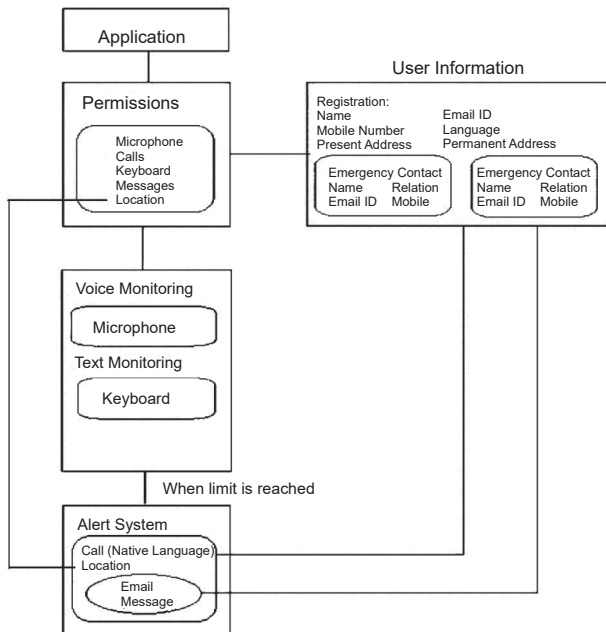 Application
Permissions
Microphone
Calls
Keyboard
Messages
Location
User Information
Registration:
Name
Mobile Number
Present Address
Email ID
Language
Permanent Address
Emergency Contact
Name Relation
Email ID Mobile
Emergency Contact
Name Relation
Email ID Mobile
Voice Monitoring
Microphone
Text Monitoring
Keyboard
When limit is reached
Alert System
Call (Native Language)
Location
Email
Message